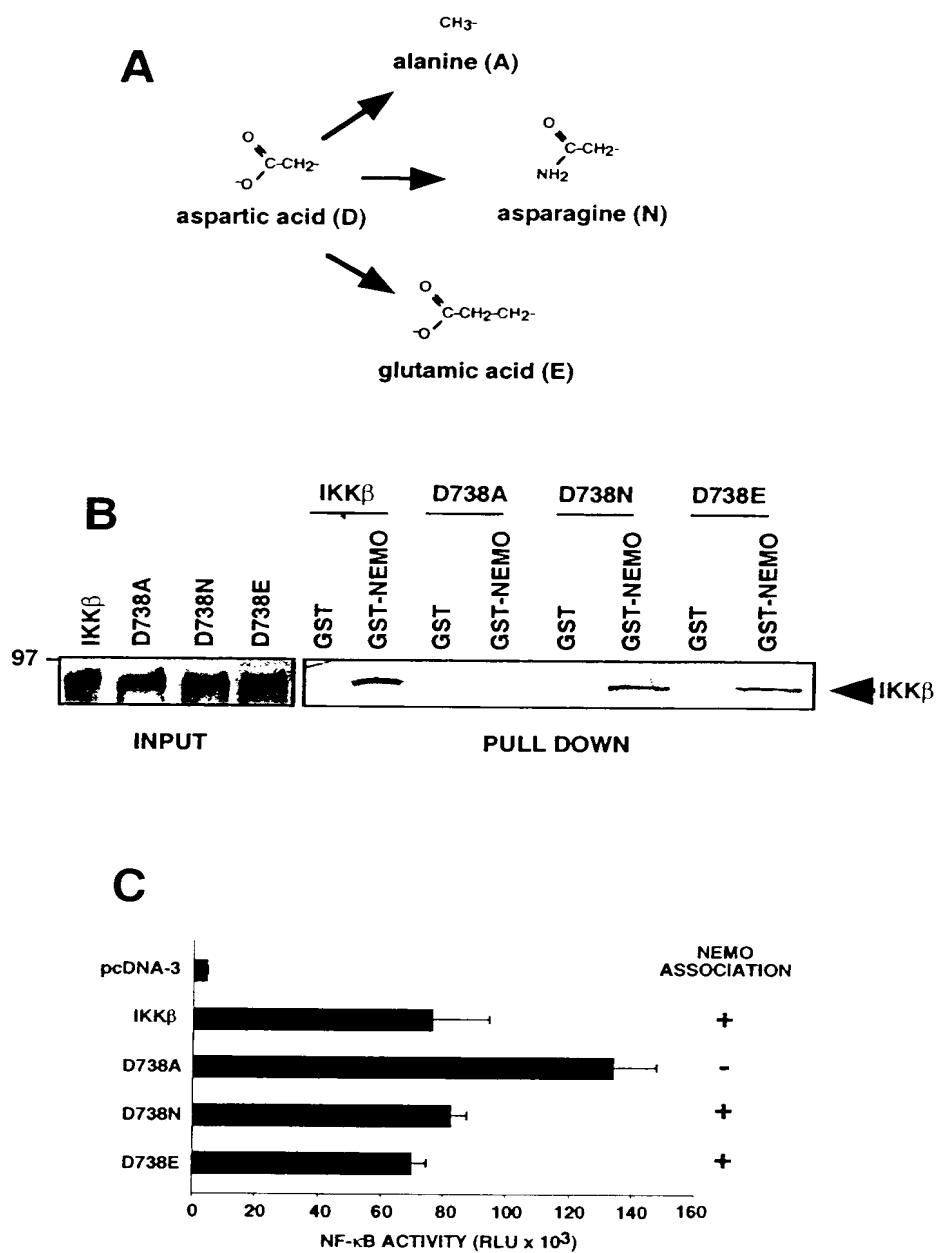 A
CH3-
alanine (A)
O
C-CH2-
-O
aspartic acid (D)
O
C-CH2-
NH2
asparagine (N)
O
C-CH2-CH2-
-O
glutamic acid (E)
B
IKKβ D738A D738N D738E
IKKβ D738A D738N D738E GST GST-NEMO GST GST-NEMO GST GST-NEMO GST GST-NEMO
97
IKKβ
INPUT PULL DOWN
C
NEMO
ASSOCIATION
pcDNA-3
IKKβ +
D738A -
D738N +
D738E +
0 20 40 60 80 100 120 140 160
NF-κB ACTIVITY (RLU x 10³)